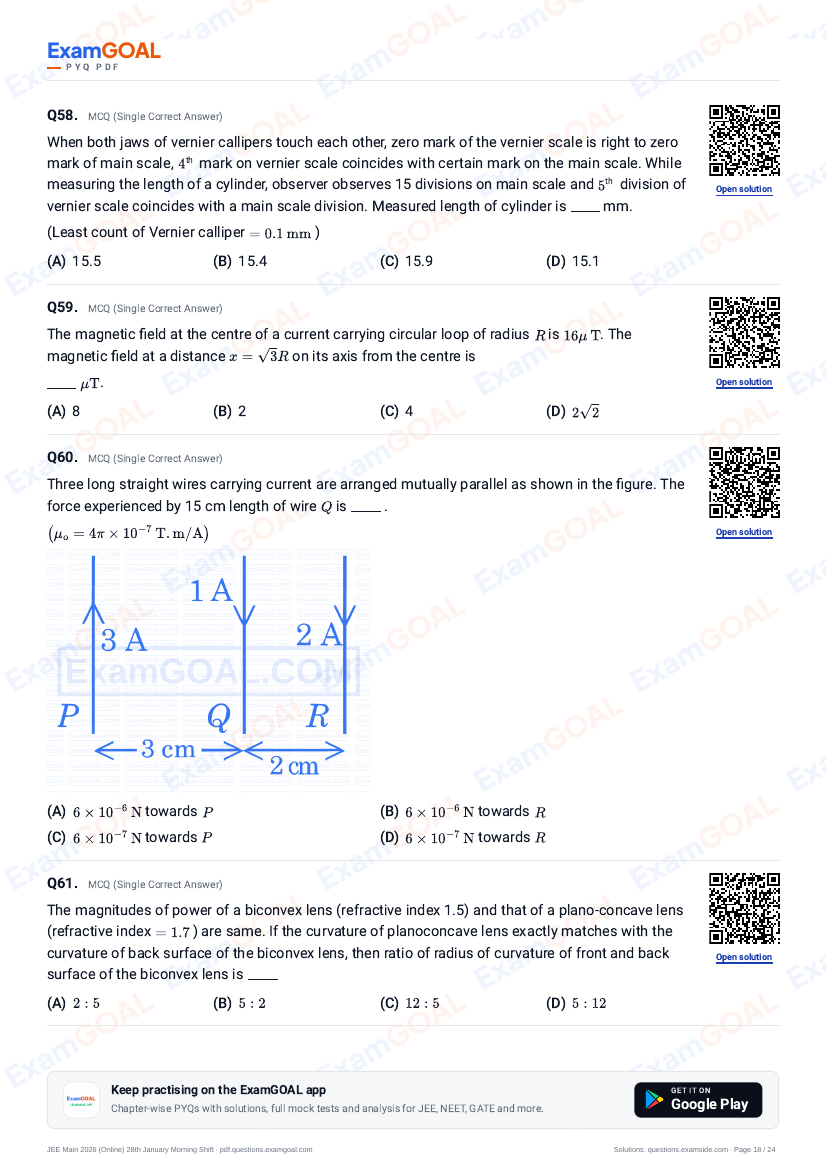 ExamGOAL
PYQ PDF
Q58. MCQ (Single Correct Answer)
When both jaws of vernier callipers touch each other, zero mark of the vernier scale is right to zero
mark of main scale, 4th mark on vernier scale coincides with certain mark on the main scale. While
measuring the length of a cylinder, observer observes 15 divisions on main scale and 5th division of
vernier scale coincides with a main scale division. Measured length of cylinder is ____ mm.
(Least count of Vernier calliper = 0.1 mm )
(A) 15.5 (B) 15.4 (C) 15.9 (D) 15.1
Open solution
Q59. MCQ (Single Correct Answer)
The magnetic field at the centre of a current carrying circular loop of radius R is 16μ T. The
magnetic field at a distance x = √3R on its axis from the centre is
____ μT.
(A) 8 (B) 2 (C) 4 (D) 2√2
Open solution
Q60. MCQ (Single Correct Answer)
Three long straight wires carrying current are arranged mutually parallel as shown in the figure. The
force experienced by 15 cm length of wire Q is ____ .
(μₒ = 4π × 10⁻⁷ T. m/A)
Open solution
1 A
3 A
2 A
ExamGOAL.COM
P Q R
3 cm
2 cm
(A) 6 × 10⁻⁶ N towards P (B) 6 × 10⁻⁶ N towards R
(C) 6 × 10⁻⁷ N towards P (D) 6 × 10⁻⁷ N towards R
Q61. MCQ (Single Correct Answer)
The magnitudes of power of a biconvex lens (refractive index 1.5) and that of a plano-concave lens
(refractive index = 1.7 ) are same. If the curvature of planoconcave lens exactly matches with the
curvature of back surface of the biconvex lens, then ratio of radius of curvature of front and back
surface of the biconvex lens is ____
(A) 2 : 5 (B) 5 : 2 (C) 12 : 5 (D) 5 : 12
Open solution
ExamGOAL
Keep practising on the ExamGOAL app
Chapter-wise PYQs with solutions, full mock tests and analysis for JEE, NEET, GATE and more.
GET IT ON
Google Play
JEE Main 2026 (Online) 28th January Morning Shift · pdf.questions.examgoal.com
Solutions: questions.examside.com · Page 18 / 24